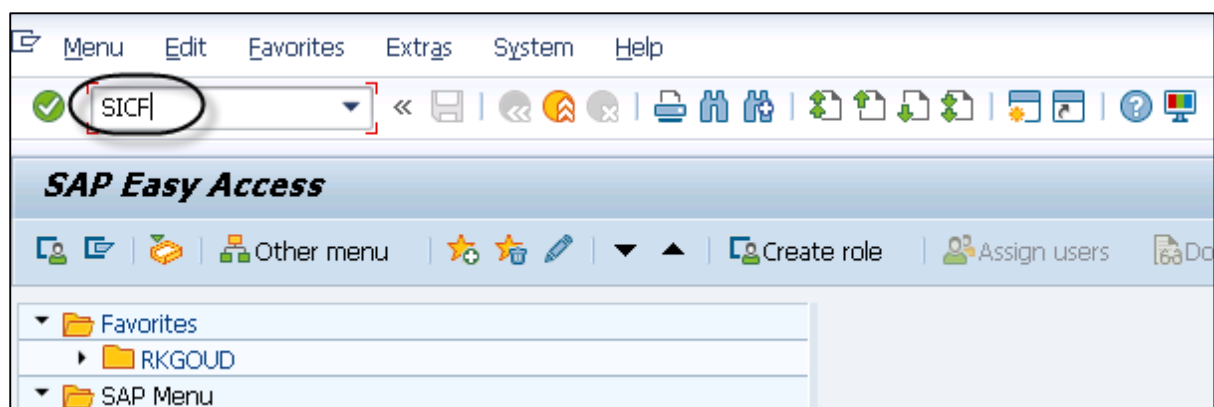 Menu Edit Favorites Extras System Help
SICF
SAP Easy Access
Other menu Create role Assign users Do
Favorites
RKGOUD
SAP Menu